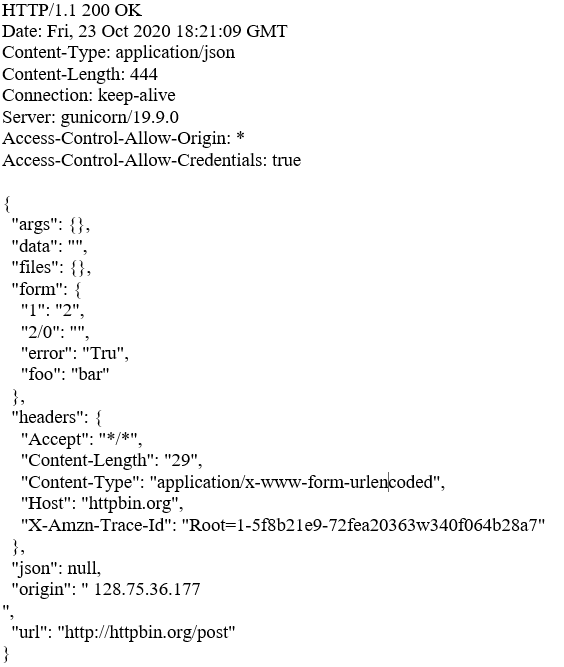 HTTP/1.1 200 OK
Date: Fri, 23 Oct 2020 18:21:09 GMT
Content-Type: application/json
Content-Length: 444
Connection: keep-alive
Server: gunicorn/19.9.0
Access-Control-Allow-Origin: *
Access-Control-Allow-Credentials: true

{
  "args": {},
  "data": "",
  "files": {},
  "form": {
    "1": "2",
    "2/0": "",
    "error": "Tru",
    "foo": "bar"
  },
  "headers": {
    "Accept": "*/*",
    "Content-Length": "29",
    "Content-Type": "application/x-www-form-urlencoded",
    "Host": "httpbin.org",
    "X-Amzn-Trace-Id": "Root=1-5f8b21e9-72fea20363w340f064b28a7"
  },
  "json": null,
  "origin": " 128.75.36.177
",
  "url": "http://httpbin.org/post"
}